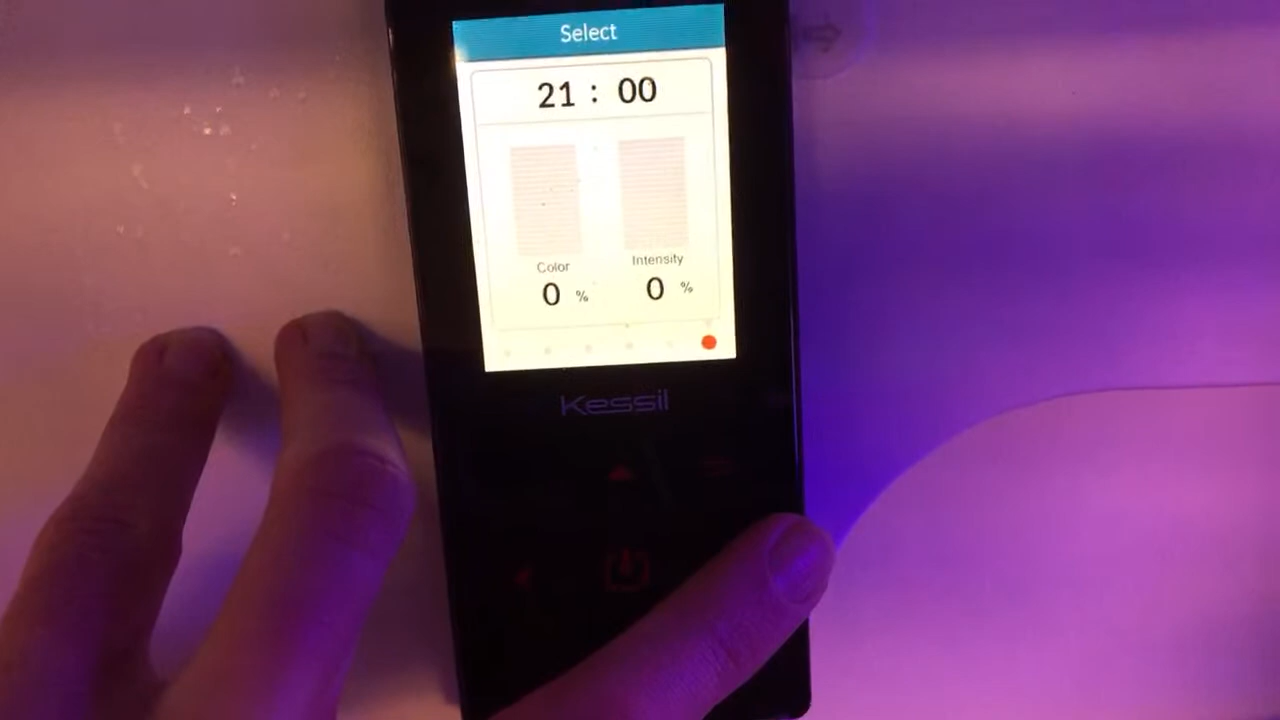 Select
21 : 00
Color Intensity
0 % 0 %
Kessil